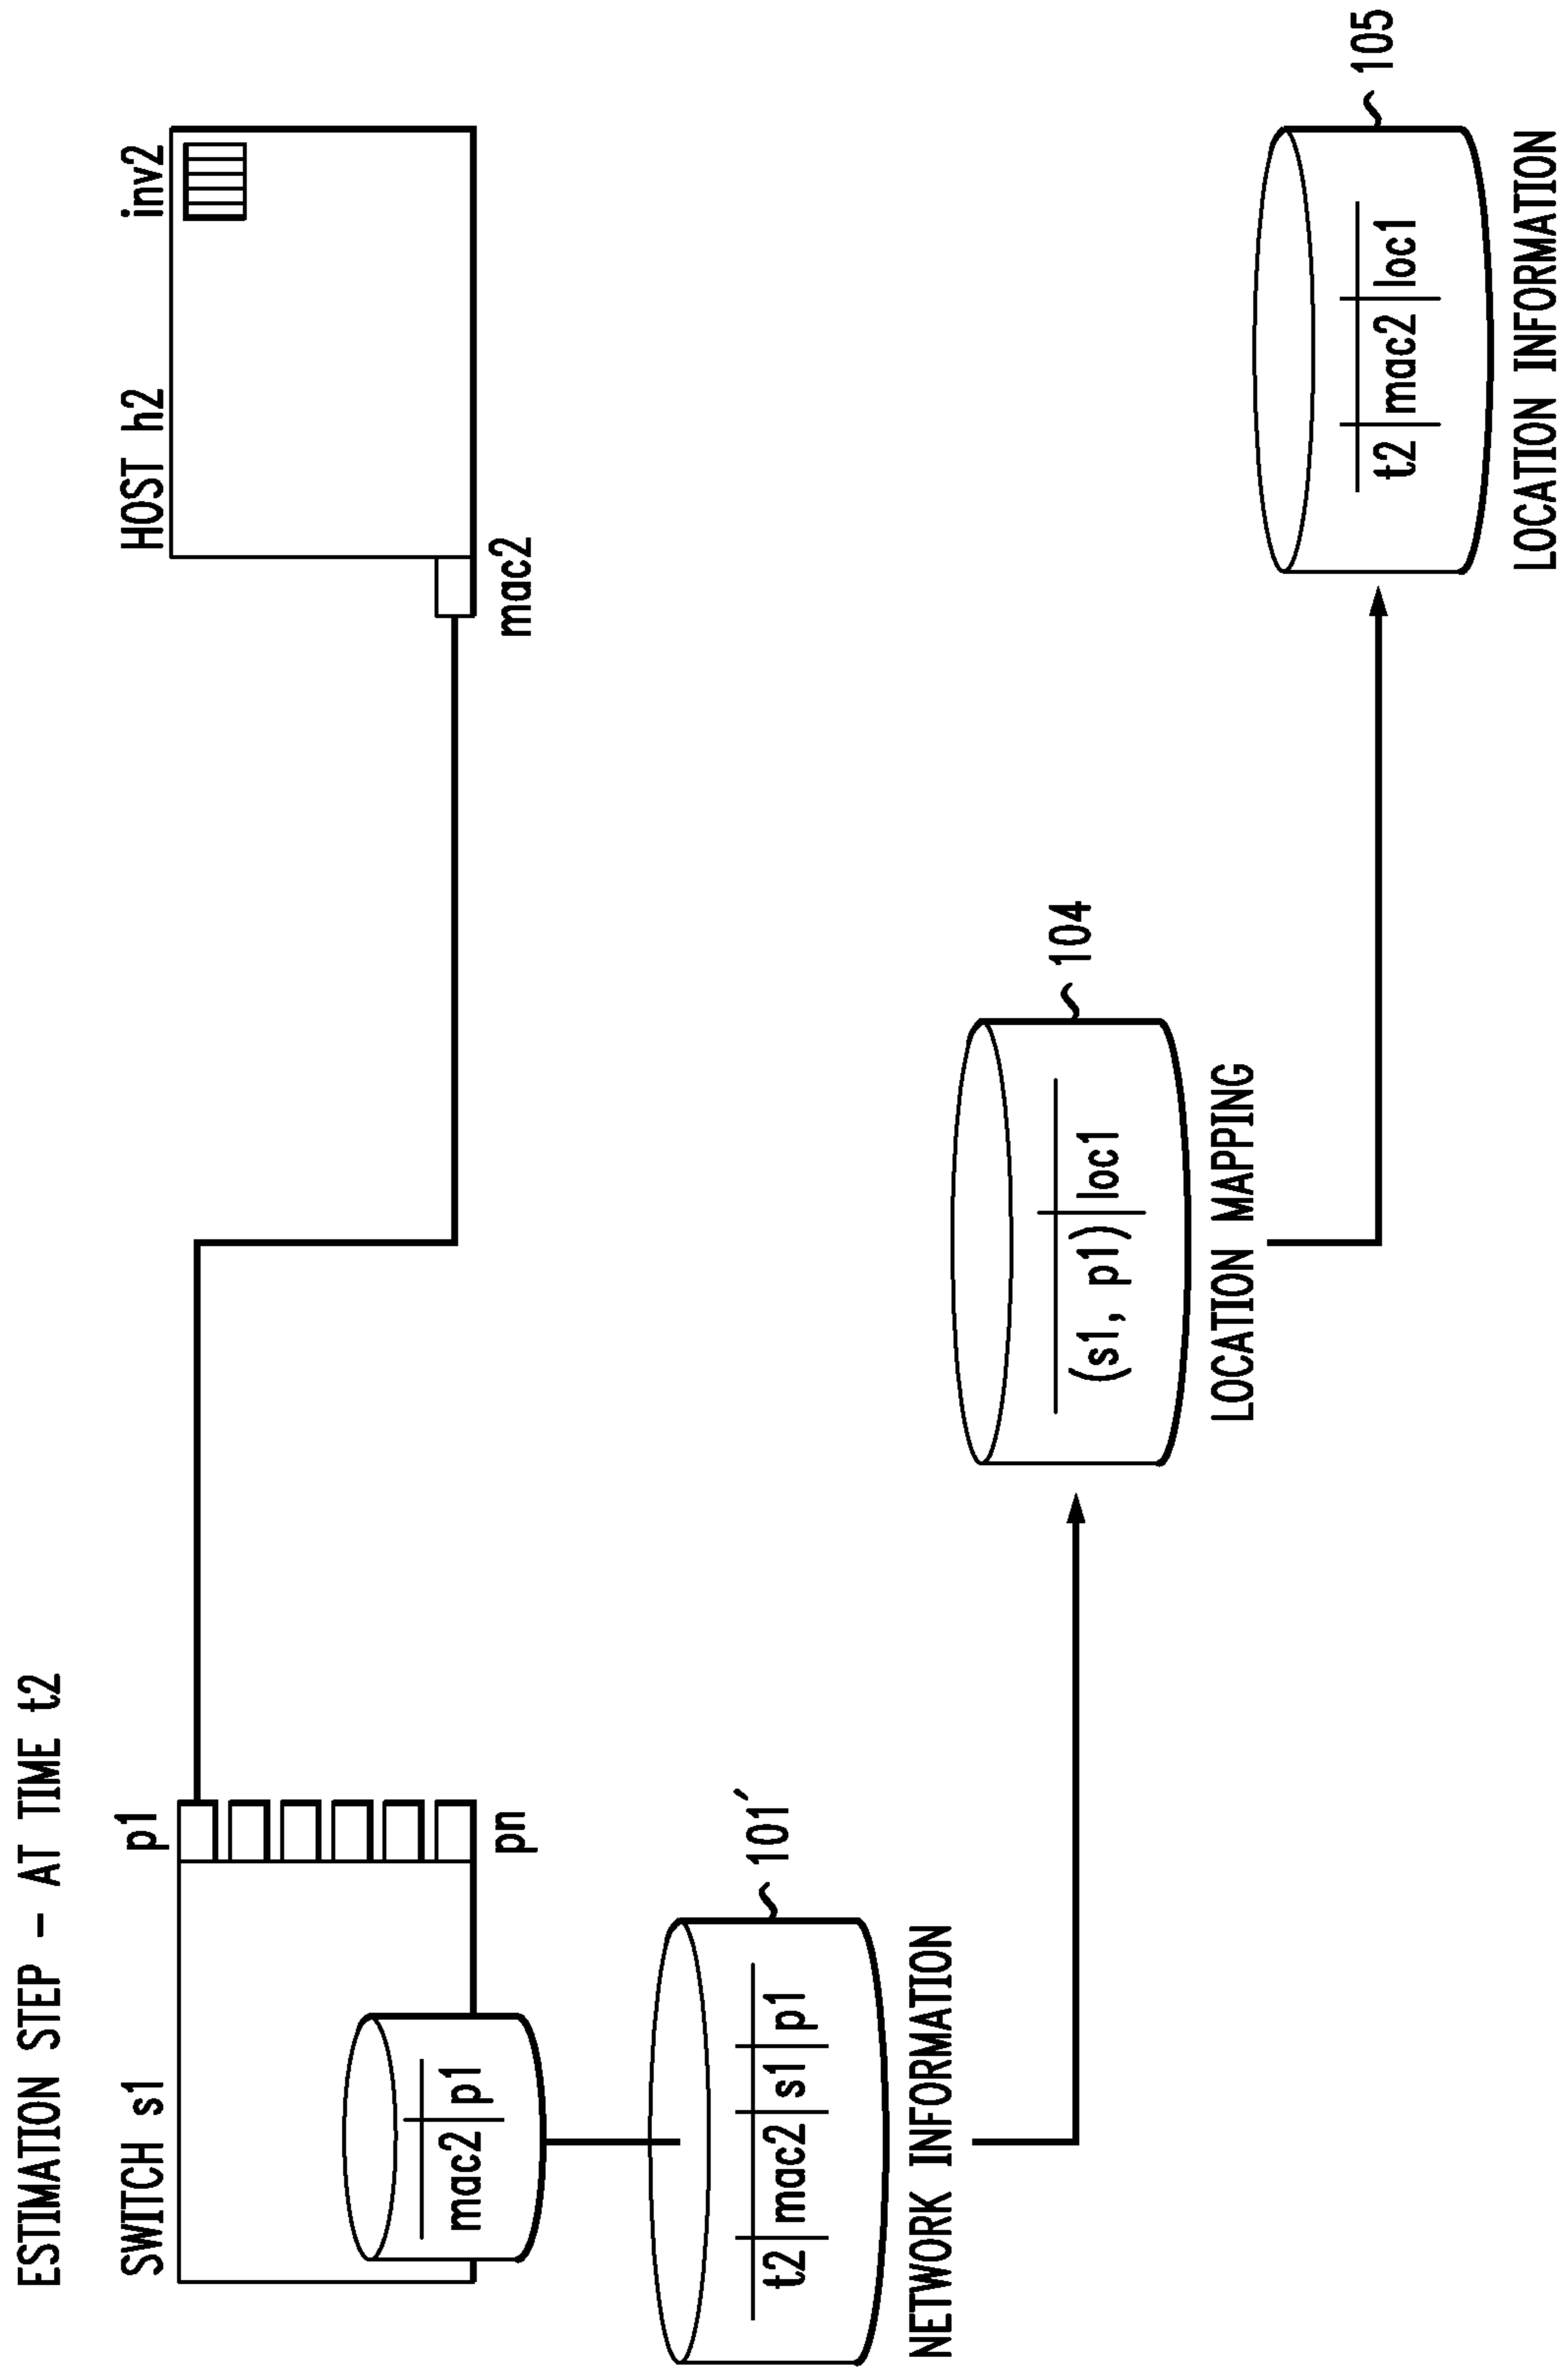 ESTIMATION STEP - AT TIME t2
SWITCH s1
p1
HOST h2
inv2
mac2 | p1
pn
mac2
t2 | mac2 | s1 | p1
101'
NETWORK INFORMATION
(s1, p1) | loc1
104
LOCATION MAPPING
t2 | mac2 | loc1
105
LOCATION INFORMATION